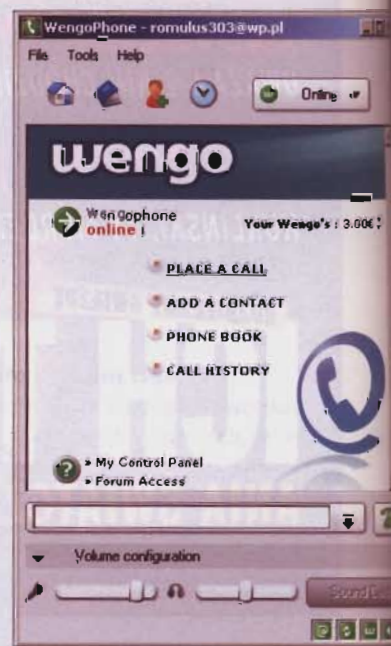 WengoPhone - romulus303@wp.pl
File Tools Help
Online
wengo
Wengophone
online !
Your Wengo's : 3.00€
PLACE A CALL
ADD A CONTACT
PHONE BOOK
CALL HISTORY
» My Control Panel
» Forum Access
Volume configuration